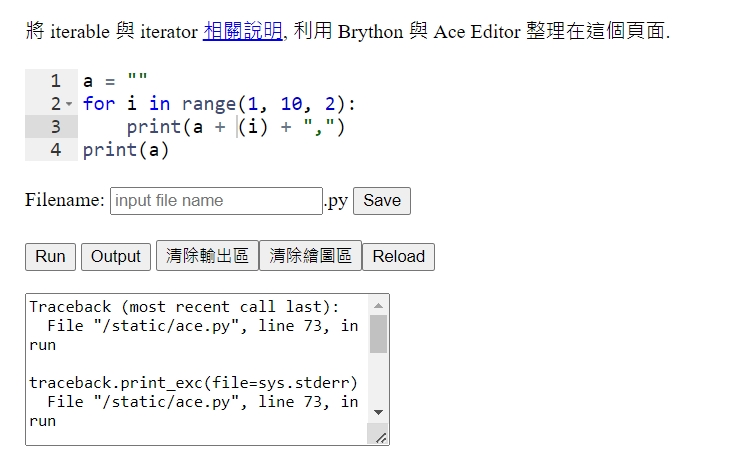 將 iterable 與 iterator 相關說明, 利用 Brython 與 Ace Editor 整理在這個頁面.
1 a = ""
2 for i in range(1, 10, 2):
3     print(a + (i) + ",")
4 print(a)
Filename: input file name .py Save
Run Output 清除輸出區 清除繪圖區 Reload
Traceback (most recent call last):
  File "/static/ace.py", line 73, in
run
traceback.print_exc(file=sys.stderr)
  File "/static/ace.py", line 73, in
run